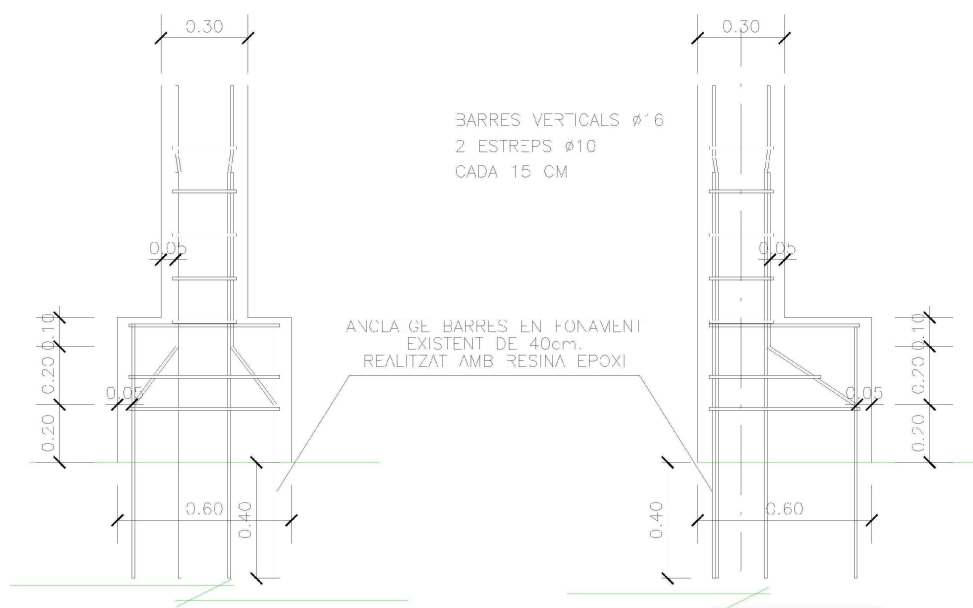 0.30
0.30
BARRES VERTICALS ø16
2 ESTREPS ø10
CADA 15 CM
0.05
0.05
0.10
0.10
ANCLATGE BARRES EN FONAMENT
EXISTENT DE 40cm.
REALITZAT AMB RESINA EPOXI
0.20
0.20
0.05
0.05
0.20
0.20
0.60
0.60
0.40
0.40